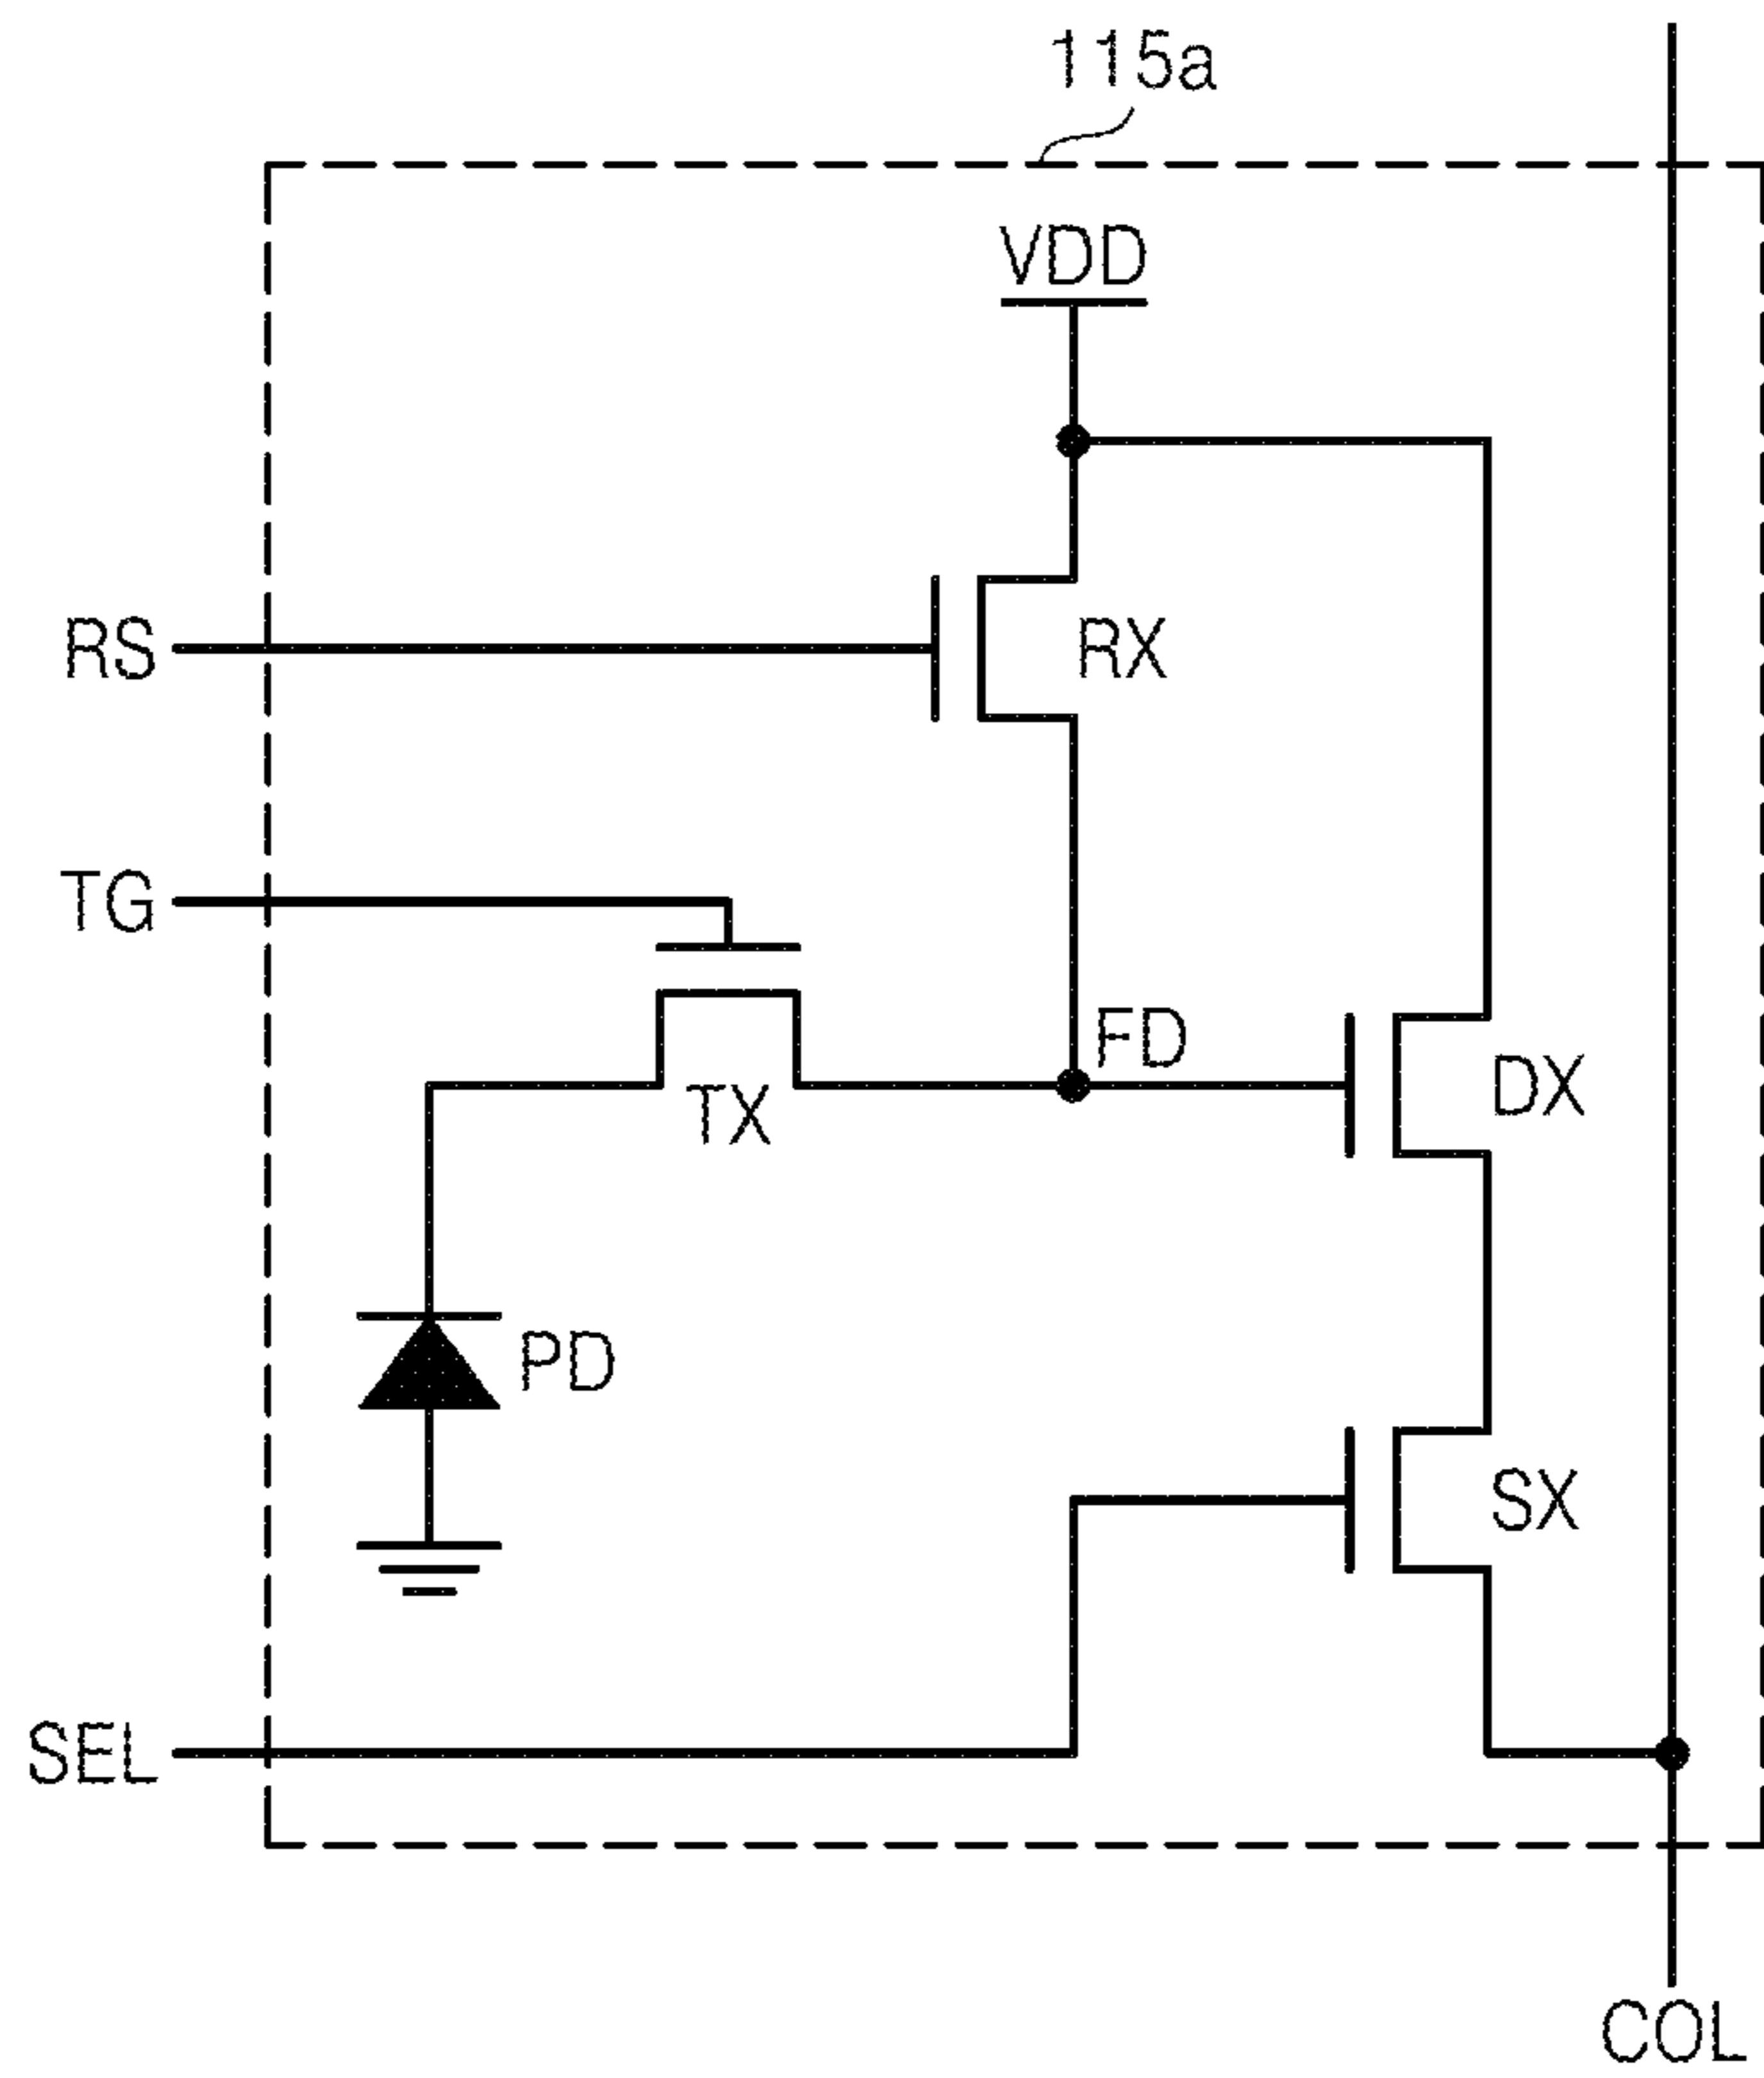 115a
VDD
RS
RX
TG
FD
DX
TX
PD
SX
SEL
COL